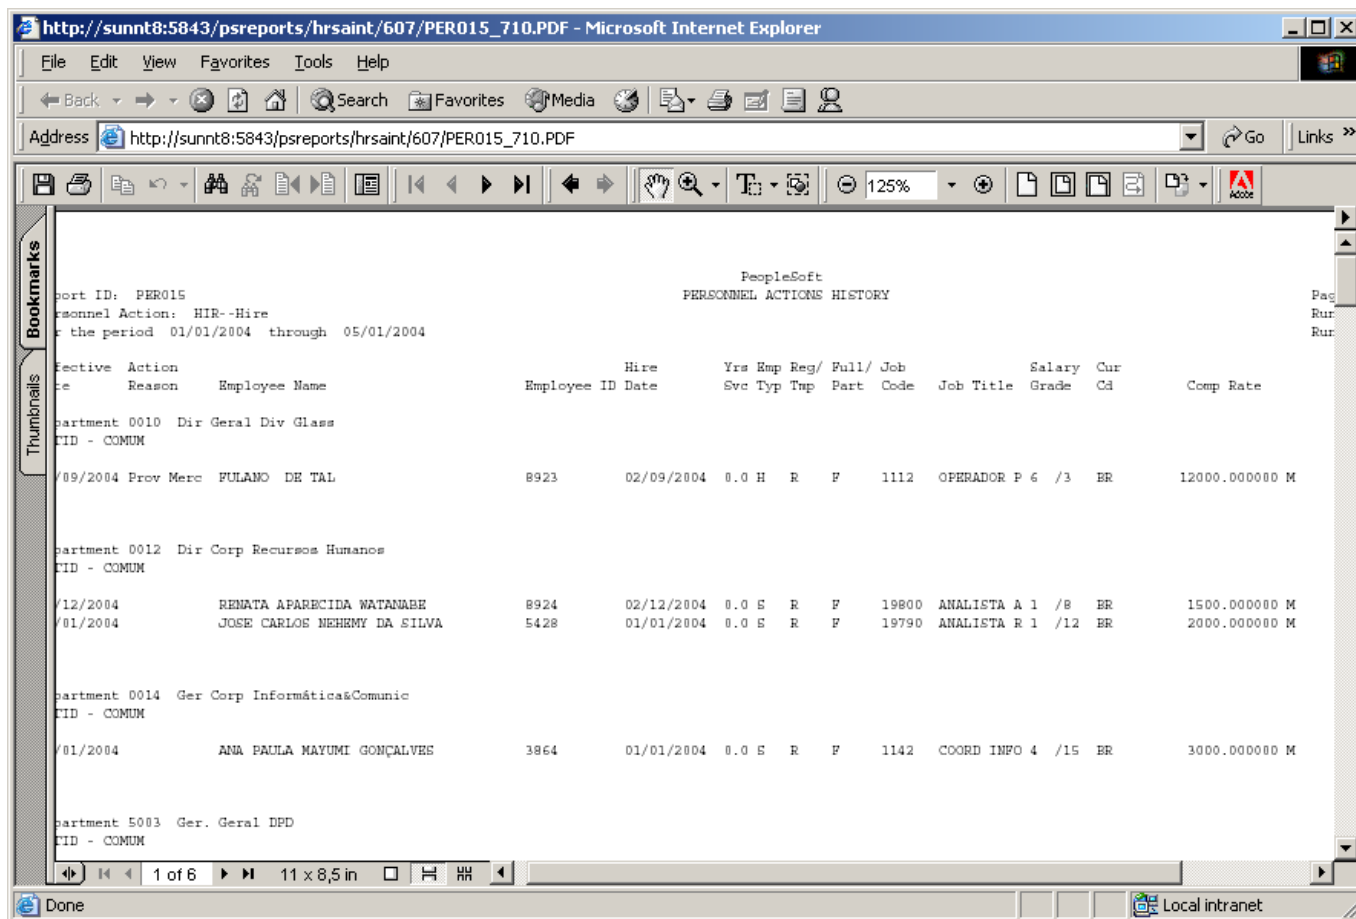 http://sunnt8:5843/psreports/hrsaint/607/PER015_710.PDF - Microsoft Internet Explorer
File Edit View Favorites Tools Help
Back Search Favorites Media
Address http://sunnt8:5843/psreports/hrsaint/607/PER015_710.PDF Go Links »
125% Adobe
Bookmarks
Thumbnails
PeopleSoft
port ID: PER015 PERSONNEL ACTIONS HISTORY Pag
rsonnel Action: HIR--Hire Run
r the period 01/01/2004 through 05/01/2004 Run
fective Action Hire Yrs Emp Reg/ Full/ Job Salary Cur
te Reason Employee Name Employee ID Date Svc Typ Tmp Part Code Job Title Grade Cd Comp Rate
partment 0010 Dir Geral Div Glass
TID - COMUM
/09/2004 Prov Merc FULANO DE TAL 8923 02/09/2004 0.0 H R F 1112 OPERADOR P 6 /3 BR 12000.000000 M
partment 0012 Dir Corp Recursos Humanos
TID - COMUM
/12/2004 RENATA APARECIDA WATANABE 8924 02/12/2004 0.0 S R F 19800 ANALISTA A 1 /8 BR 1500.000000 M
/01/2004 JOSE CARLOS NEHEMY DA SILVA 5428 01/01/2004 0.0 S R F 19790 ANALISTA R 1 /12 BR 2000.000000 M
partment 0014 Ger Corp Informática&Comunic
TID - COMUM
/01/2004 ANA PAULA MAYUMI GONÇALVES 3864 01/01/2004 0.0 S R F 1142 COORD INFO 4 /15 BR 3000.000000 M
partment 5003 Ger. Geral DPD
TID - COMUM
1 of 6 11 x 8,5 in
Done Local intranet